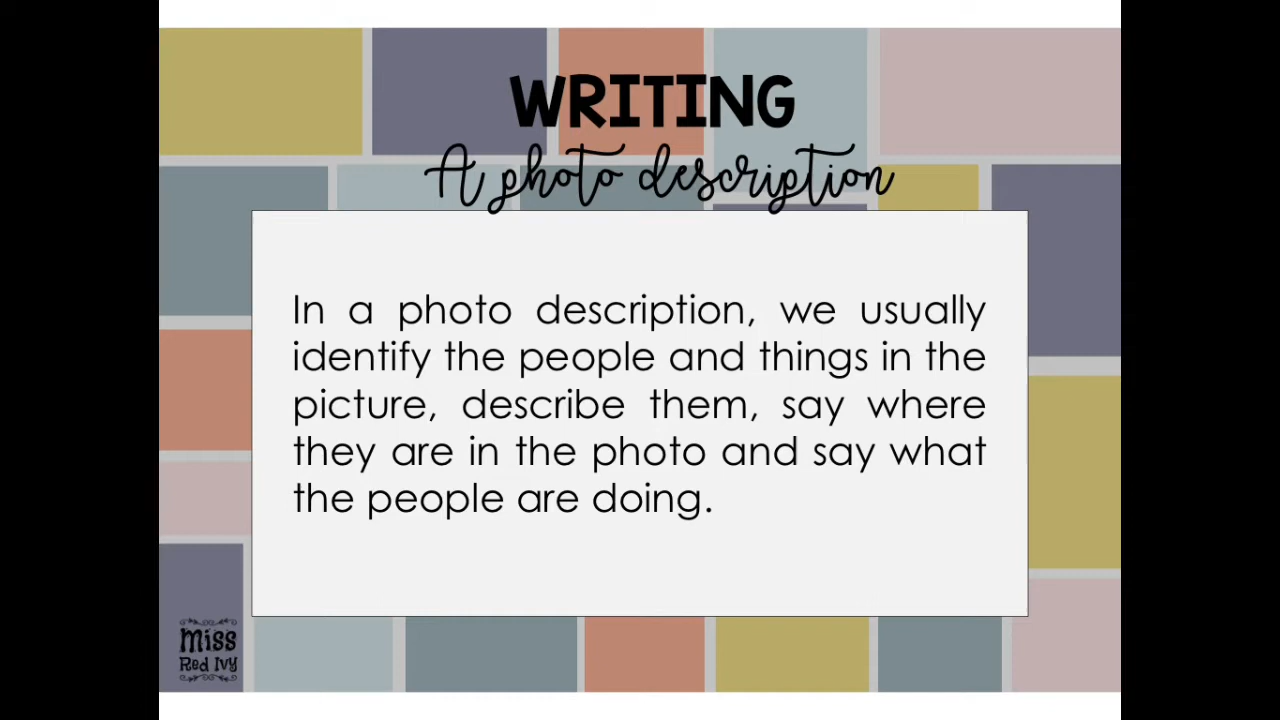 WRITING
A photo description
In a photo description, we usually
identify the people and things in the
picture, describe them, say where
they are in the photo and say what
the people are doing.
Miss
Red Ivy